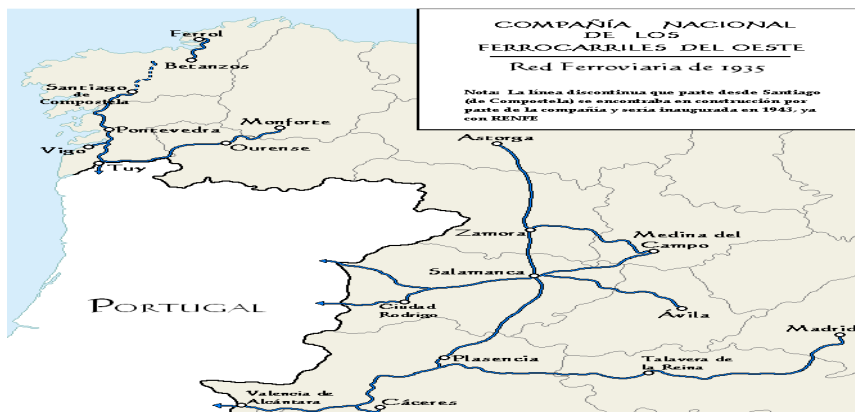 COMPAÑÍA NACIONAL
DE LOS
FERROCARRILES DEL OESTE
Red Ferroviaria de 1935
Nota: La línea discontinua que parte desde Santiago
(de Compostela) se encontraba en construcción por
parte de la compañía y seria inaugurada en 1943, ya
con RENFE
Ferrol
Betanzos
Santiago
de
Compostela
Pontevedra
Monforte
Vigo
Ourense
Tuy
Astorga
Zamora
Medina del
Campo
Salamanca
PORTUGAL
Ciudad
Rodrigo
Ávila
Madrid
Plasencia
Talavera de
la Reina
Valencia de
Alcántara
Cáceres